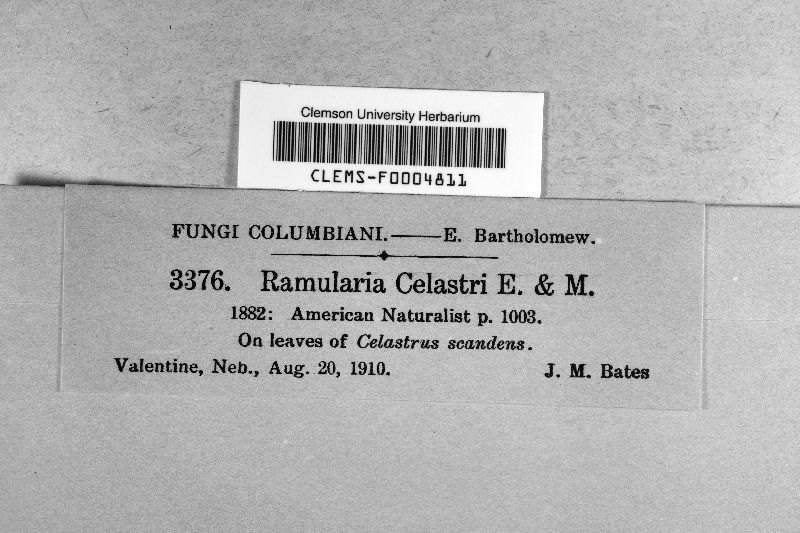 Clemson University Herbarium
CLEMS-F0004811
FUNGI COLUMBIANI.——E. Bartholomew.
3376. Ramularia Celastri E. & M.
1882: American Naturalist p. 1003.
On leaves of Celastrus scandens.
Valentine, Neb., Aug. 20, 1910. J. M. Bates